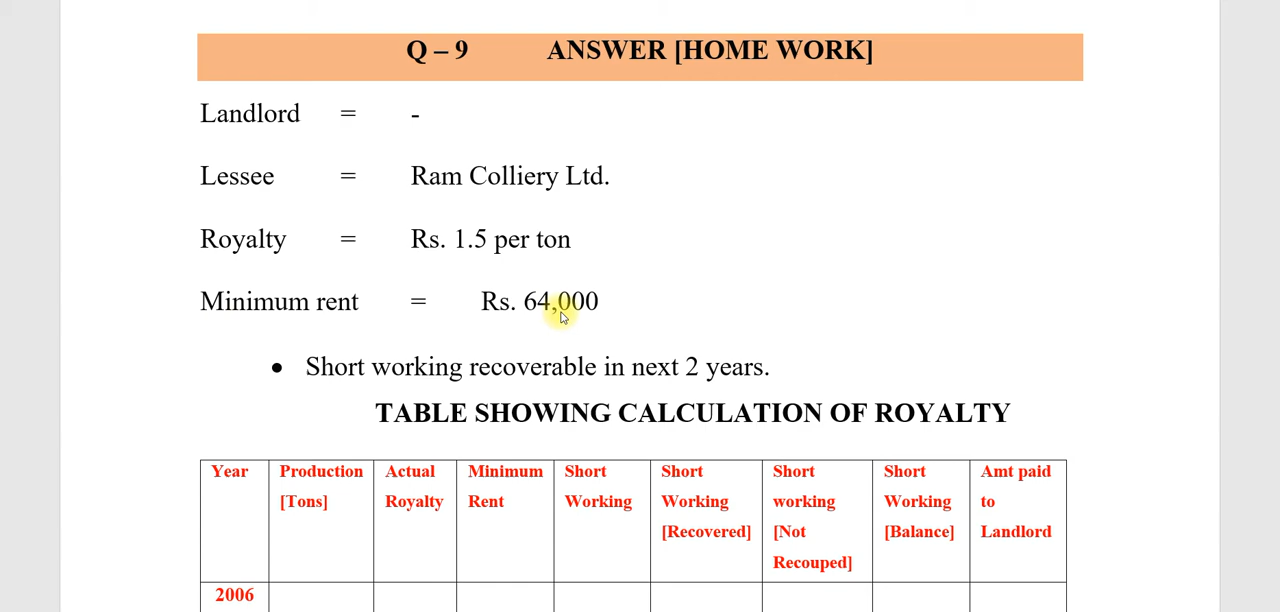 Q – 9 ANSWER [HOME WORK]
Landlord = -
Lessee = Ram Colliery Ltd.
Royalty = Rs. 1.5 per ton
Minimum rent = Rs. 64,000
• Short working recoverable in next 2 years.
TABLE SHOWING CALCULATION OF ROYALTY
Year Production Actual Minimum Short Short Short Short Amt paid
[Tons] Royalty Rent Working Working working Working to
[Recovered] [Not [Balance] Landlord
Recouped]
2006